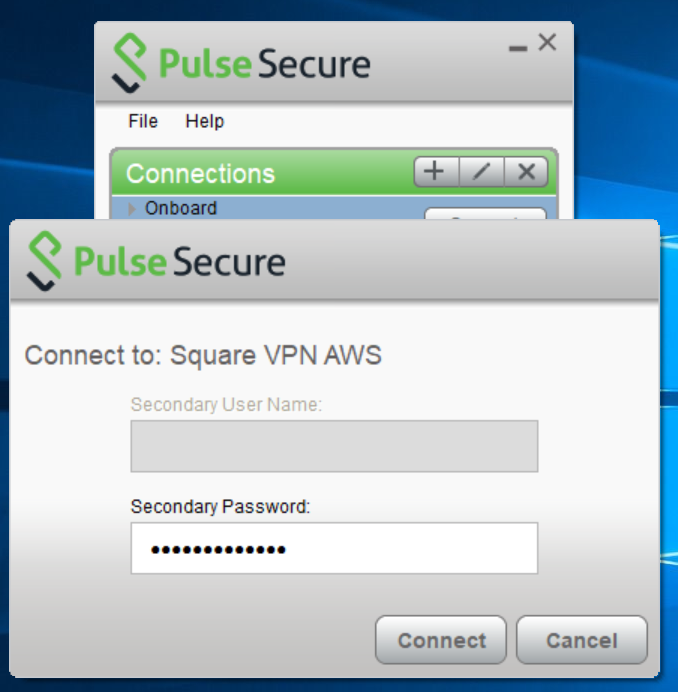 Pulse Secure
File Help
Connections
Onboard
Pulse Secure
Connect to: Square VPN AWS
Secondary User Name:
Secondary Password:
•••••••••••••
Connect Cancel